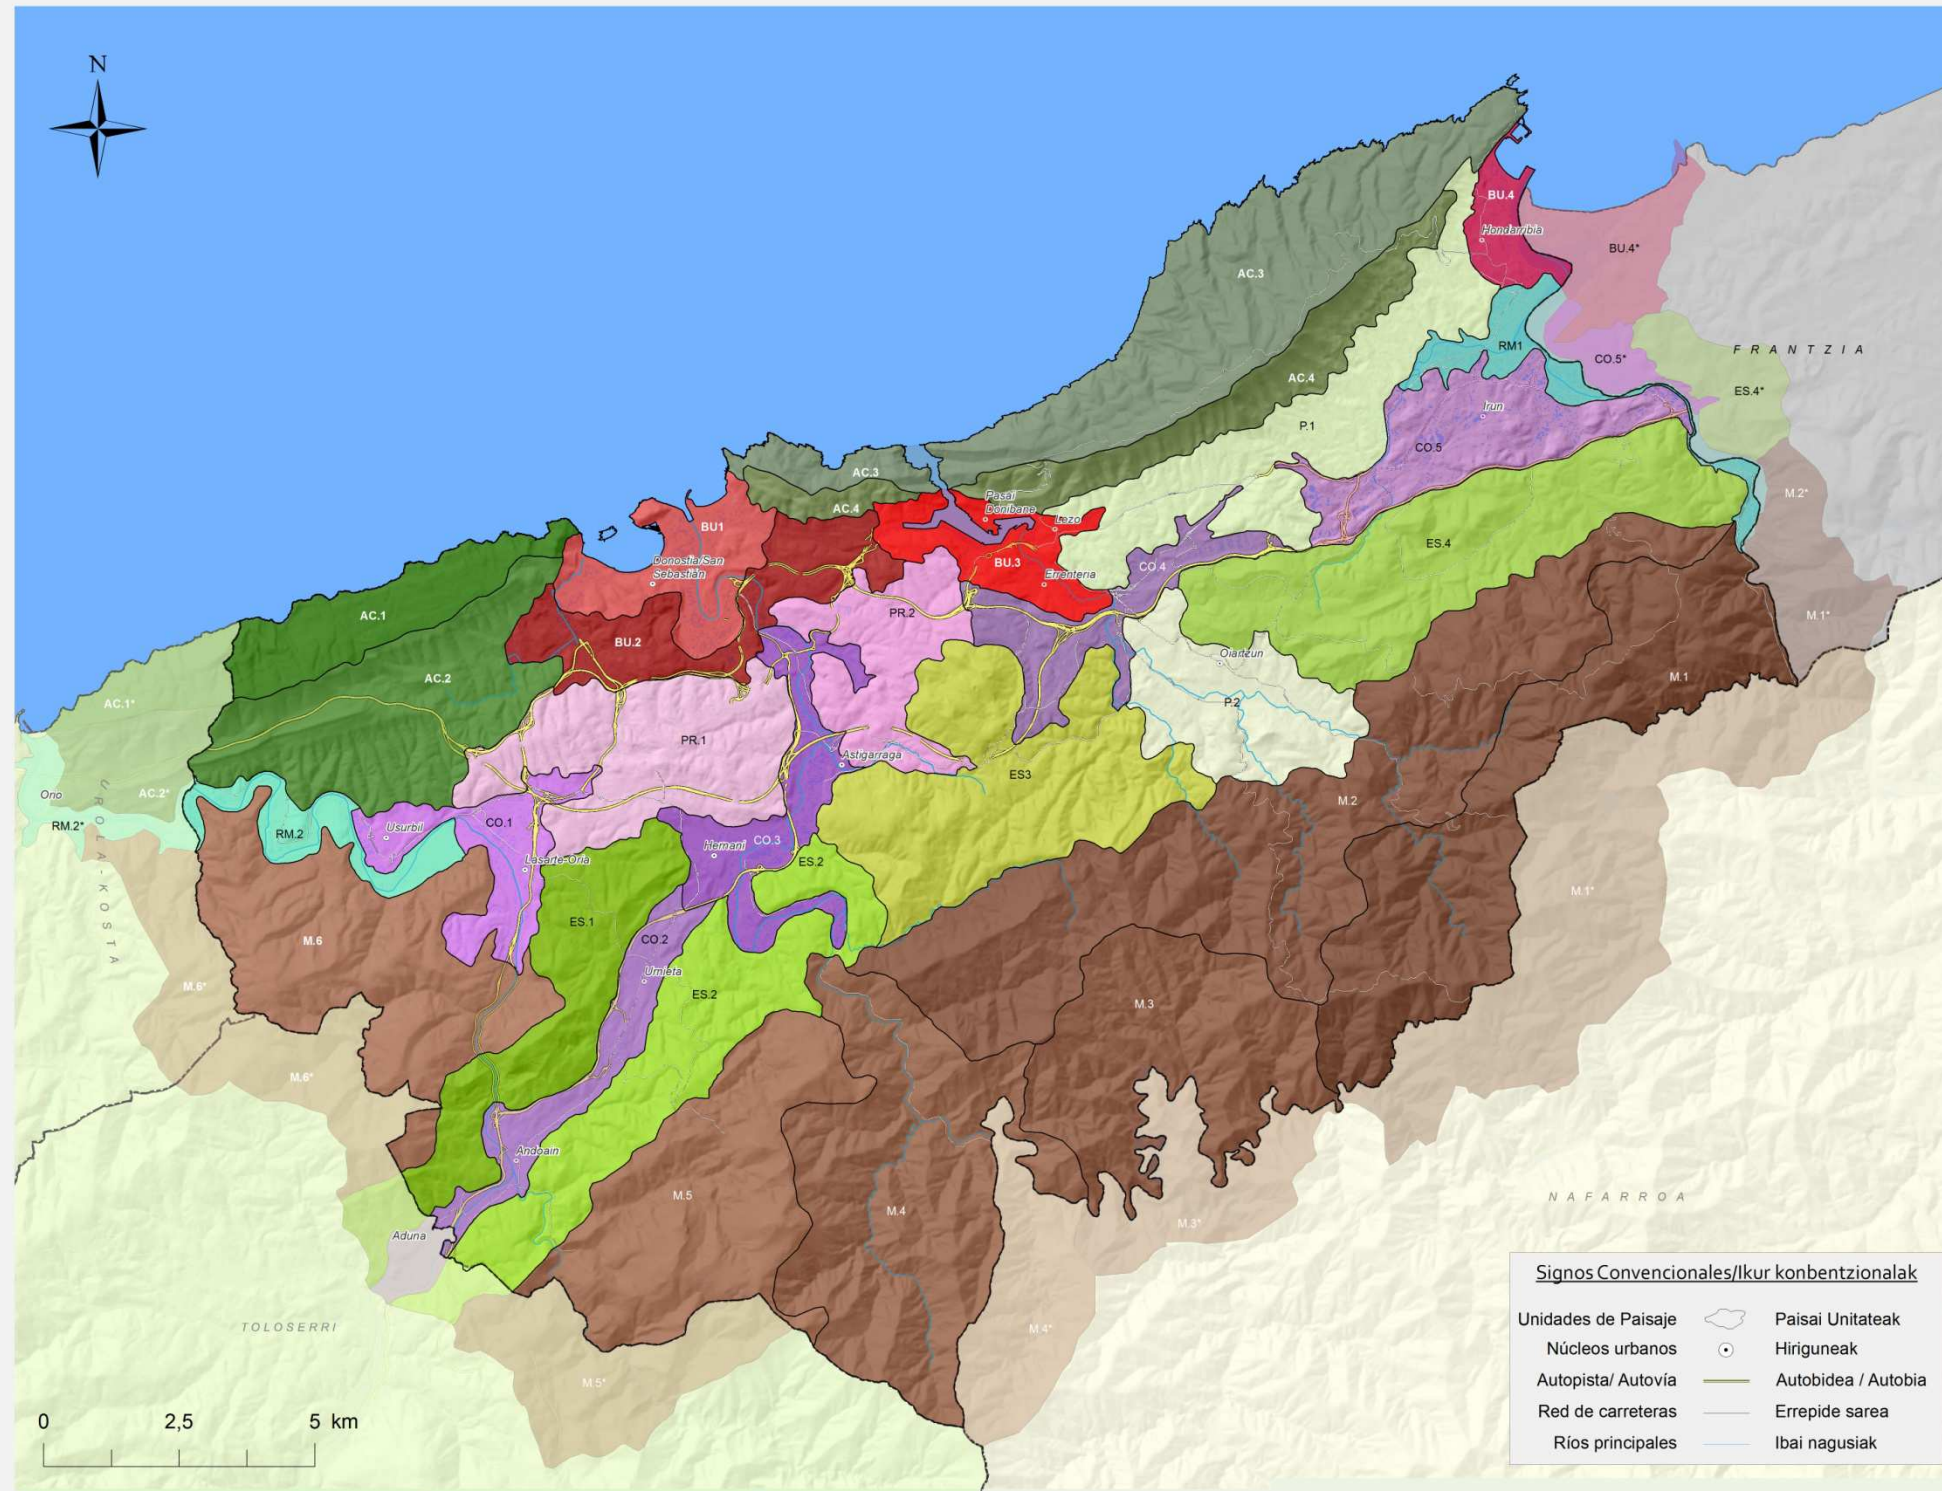 N
BU.4
Hondarribia
BU.4*
AC.3
RM1
CO.5*
FRANTZIA
ES.4*
AC.4
Irun
P.1
CO.5
AC.3
M.2*
AC.4
Pasai
Donibane
Lezo
BU1
ES.4
Donostia/San
Sebastián
BU.3
CO.4
Errenteria
AC.1
PR.2
M.1*
BU.2
Oiartzun
AC.2
M.1
AC.1*
P.2
PR.1
Astigarraga
ES3
Orio
AC.2*
M.2
UROLA-KOSTA
RM.2*
RM.2
Usurbil
CO.1
CO.3
Hernani
Lasarte-Oria
ES.2
M.1*
ES.1
M.6
CO.2
Urnieta
M.6*
ES.2
M.3
M.6*
Andoain
M.5
M.4
NAFARROA
M.3*
Aduna
TOLOSERRI
M.4*
M.5*
0 2,5 5 km
Signos Convencionales/Ikur konbentzionalak
Unidades de Paisaje Paisai Unitateak
Núcleos urbanos Hiriguneak
Autopista/ Autovía Autobidea / Autobia
Red de carreteras Errepide sarea
Ríos principales Ibai nagusiak